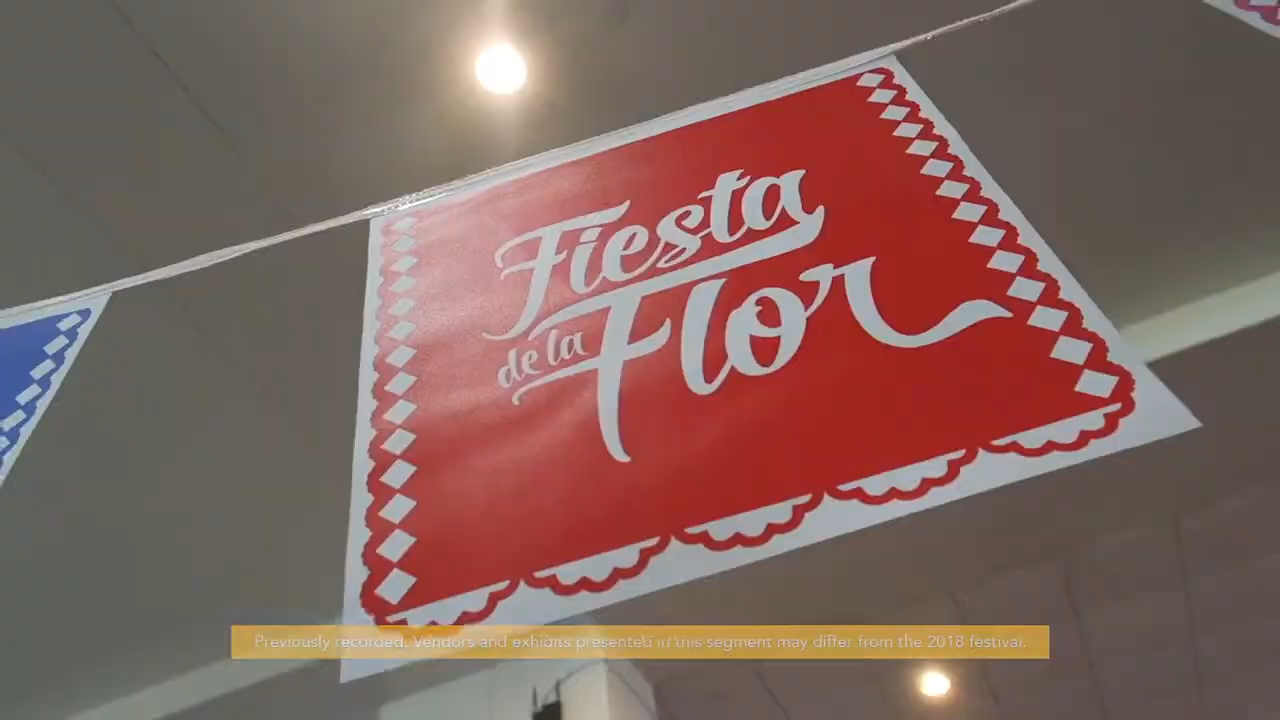 Fiesta
de la Flor
Previously recorded. Vendors and exhibits presented in this segment may differ from the 2018 festival.